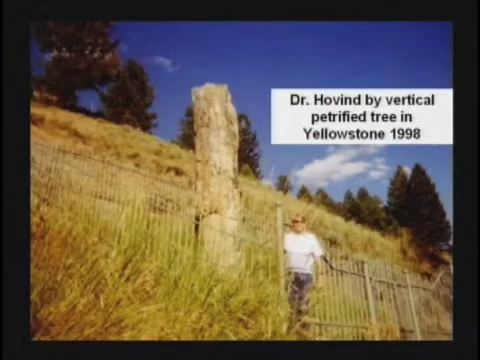 Dr. Hovind by vertical
petrified tree in
Yellowstone 1998